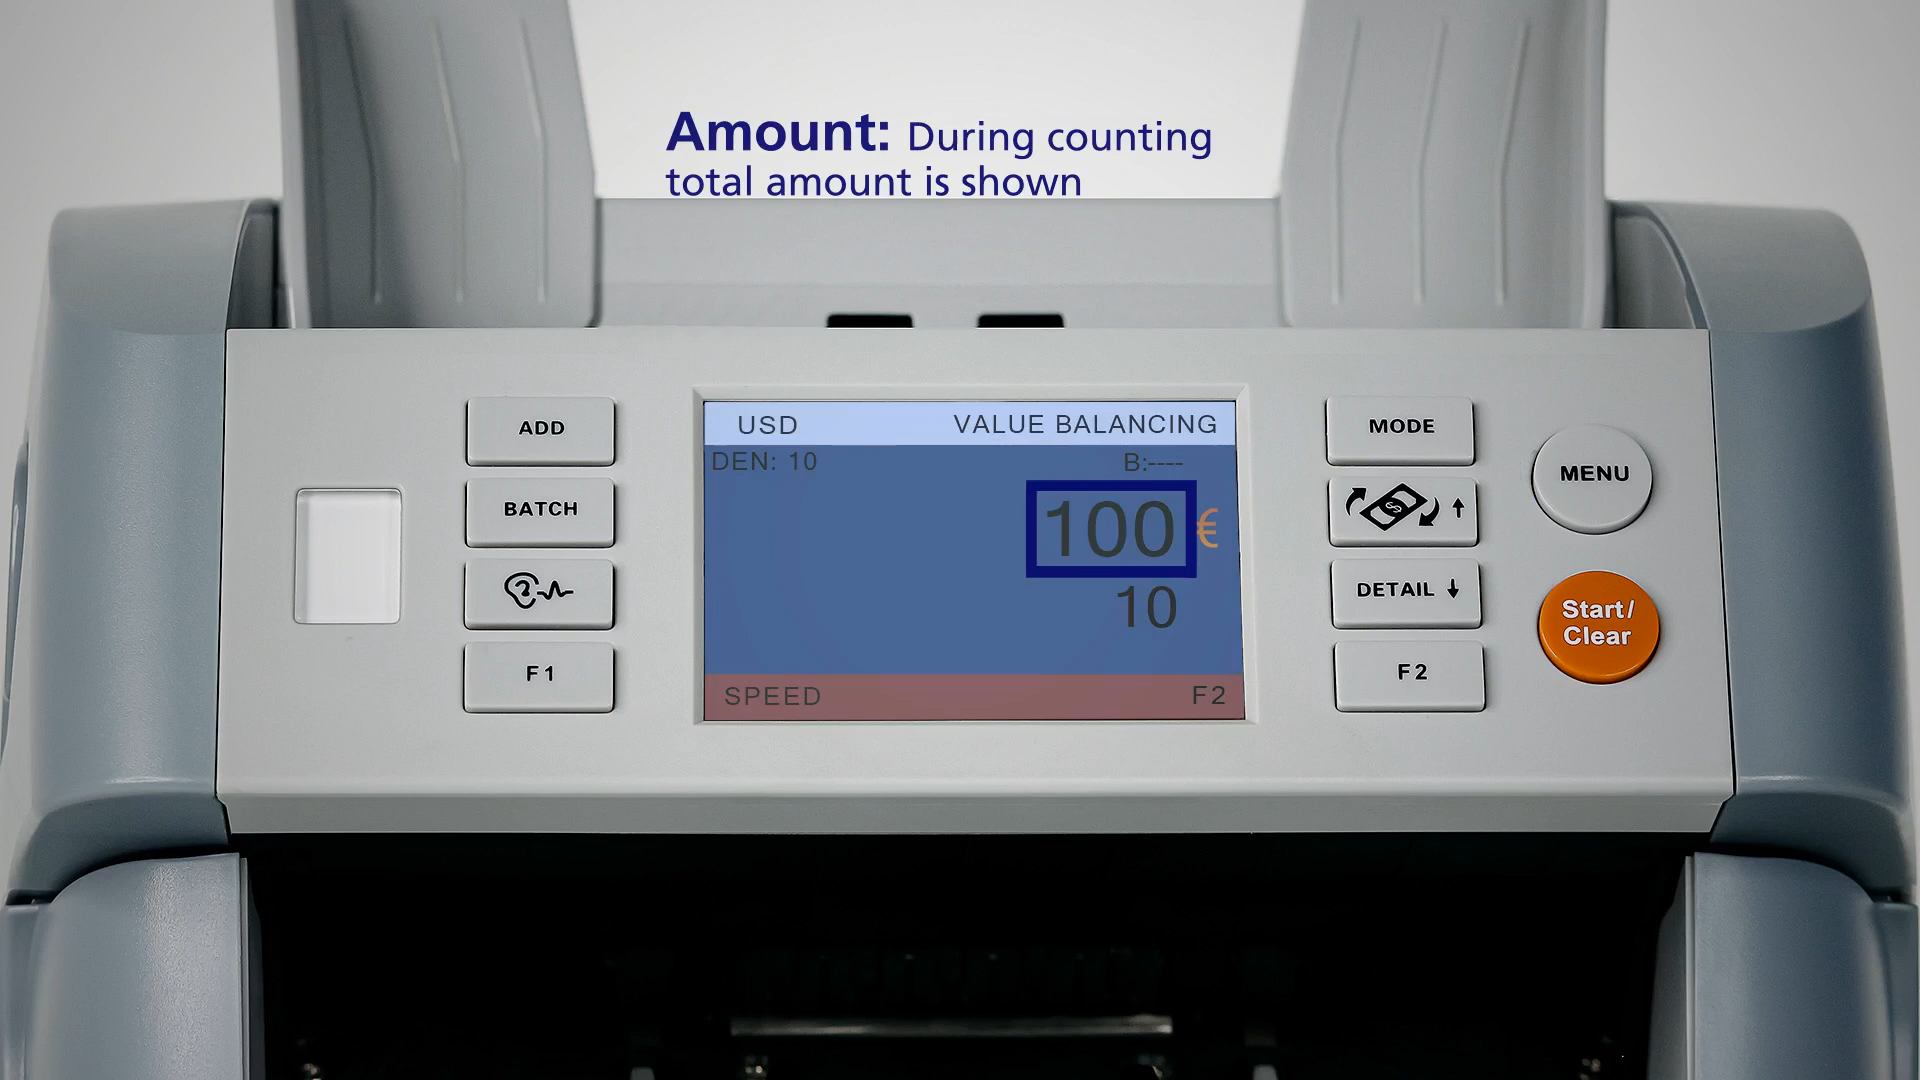 Amount: During counting
total amount is shown
ADD
BATCH
F1
USD VALUE BALANCING
DEN: 10 B:----
100 €
10
SPEED F2
MODE
DETAIL
F2
MENU
Start/
Clear